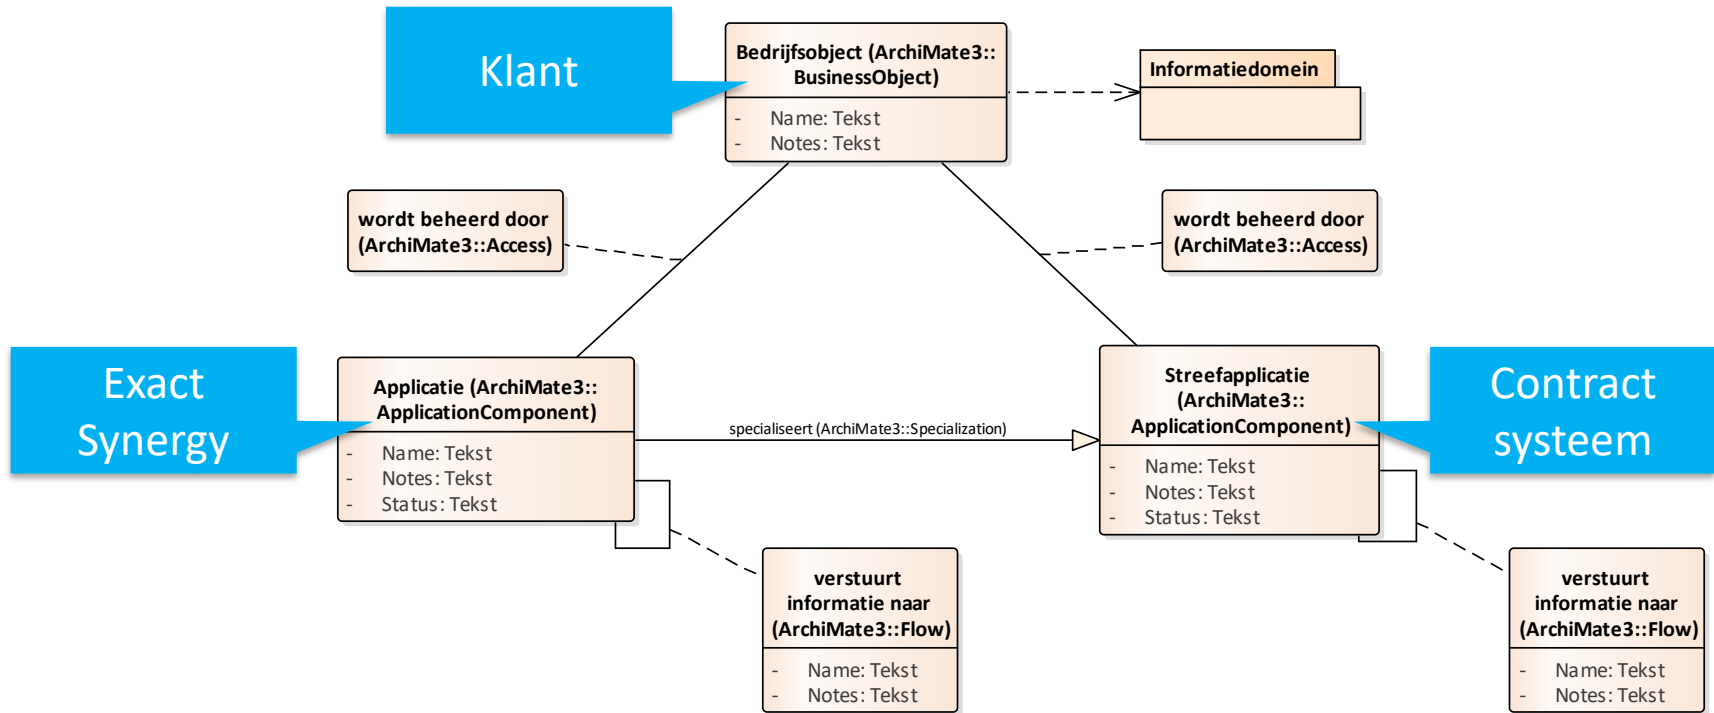 Klant
Bedrijfsobject (ArchiMate3::
BusinessObject)
- Name: Tekst
- Notes: Tekst
Informatiedomein
wordt beheerd door
(ArchiMate3::Access)
wordt beheerd door
(ArchiMate3::Access)
Exact
Synergy
Applicatie (ArchiMate3::
ApplicationComponent)
- Name: Tekst
- Notes: Tekst
- Status: Tekst
specialiseert (ArchiMate3::Specialization)
Streefapplicatie
(ArchiMate3::
ApplicationComponent)
- Name: Tekst
- Notes: Tekst
- Status: Tekst
Contract
systeem
verstuurt
informatie naar
(ArchiMate3::Flow)
- Name: Tekst
- Notes: Tekst
verstuurt
informatie naar
(ArchiMate3::Flow)
- Name: Tekst
- Notes: Tekst